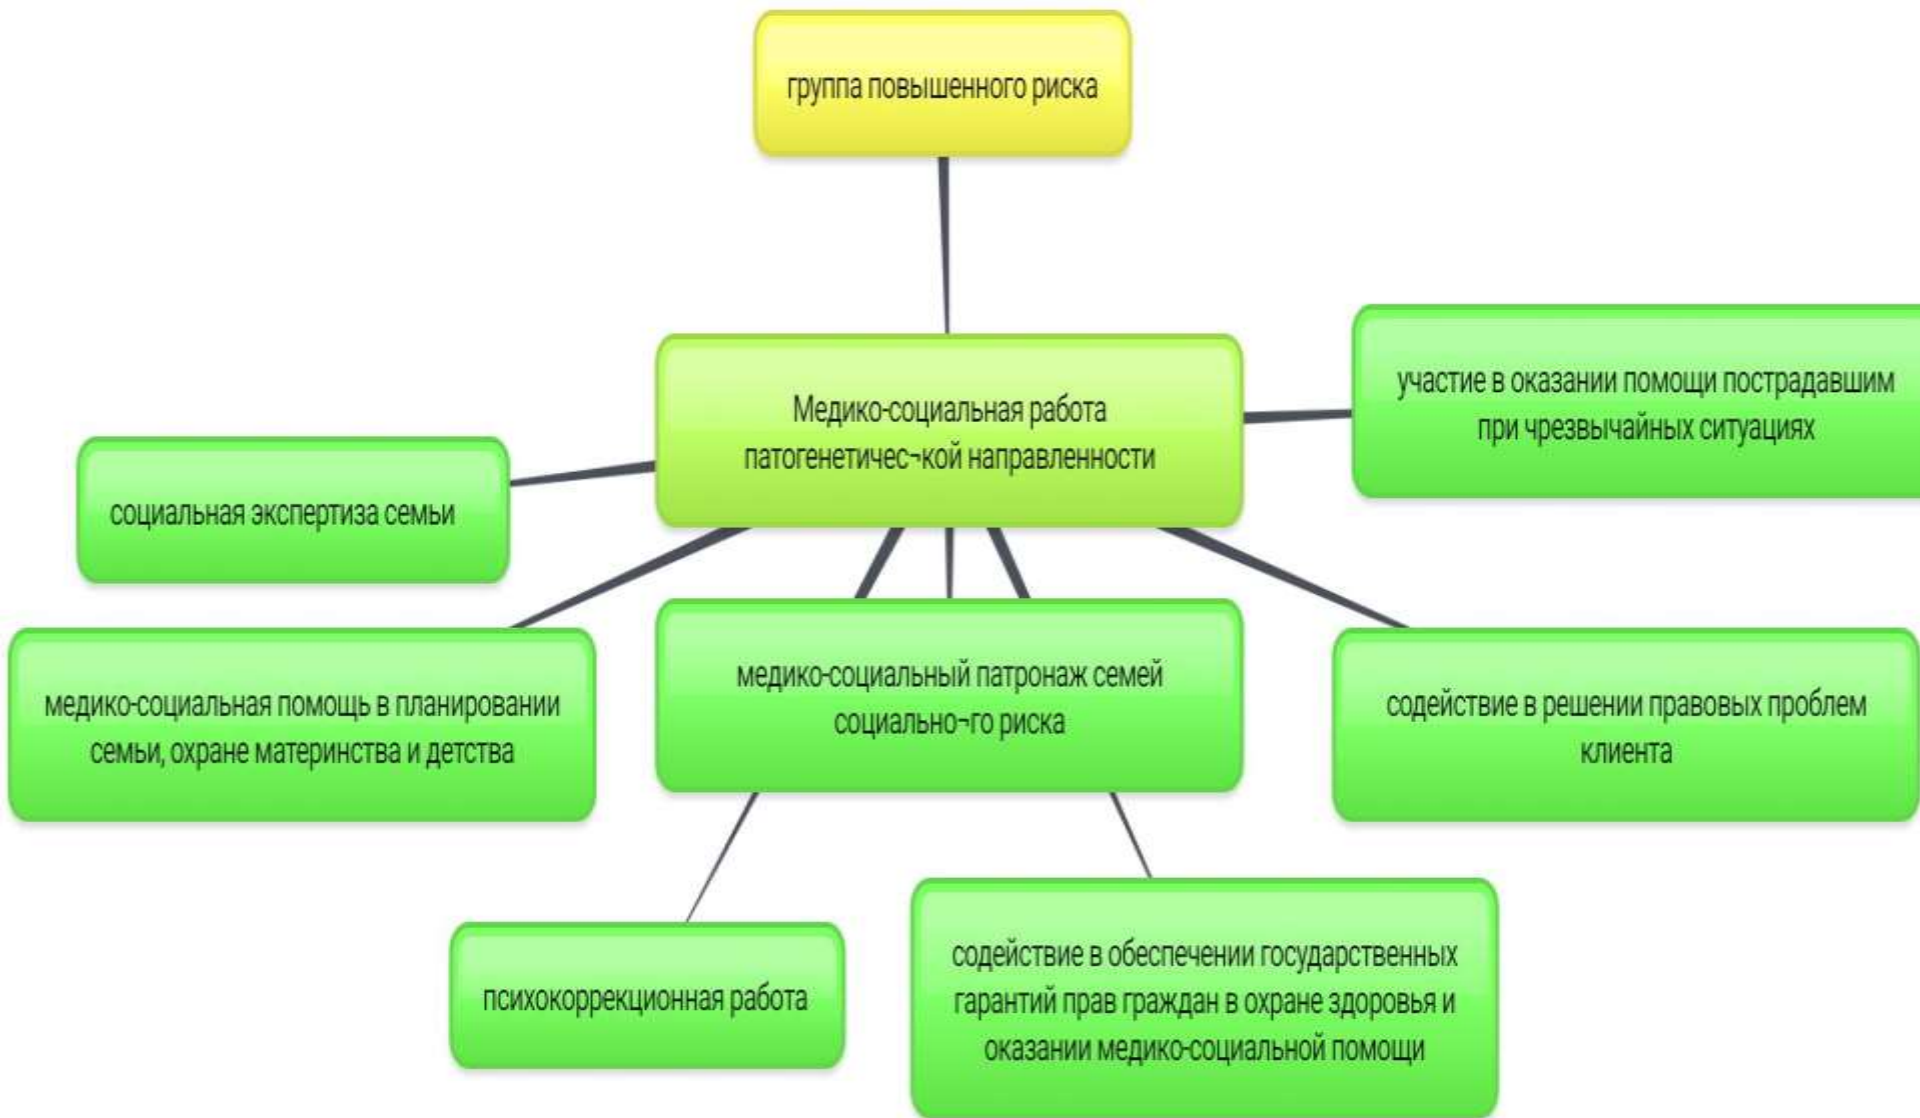 группа повышенного риска
Медико-социальная работа
патогенетичес¬кой направленности
участие в оказании помощи пострадавшим
при чрезвычайных ситуациях
социальная экспертиза семьи
медико-социальная помощь в планировании
семьи, охране материнства и детства
медико-социальный патронаж семей
социально¬го риска
содействие в решении правовых проблем
клиента
психокоррекционная работа
содействие в обеспечении государственных
гарантий прав граждан в охране здоровья и
оказании медико-социальной помощи